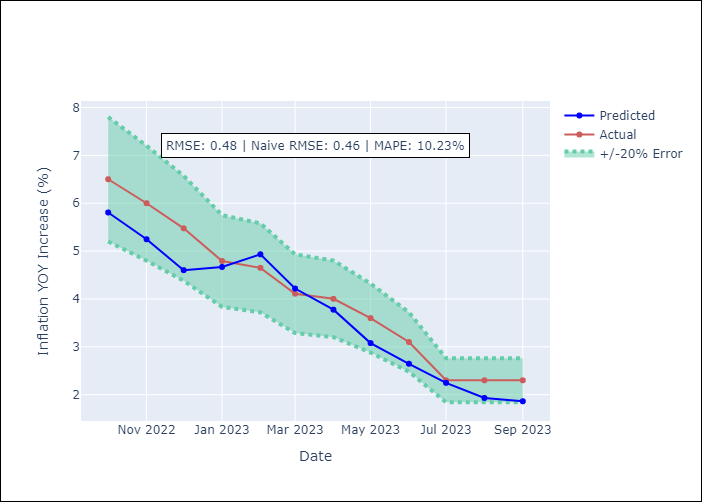 RMSE: 0.48 | Naive RMSE: 0.46 | MAPE: 10.23%
Predicted
Actual
+/-20% Error
Inflation YOY Increase (%)
8
7
6
5
4
3
2
Nov 2022
Jan 2023
Mar 2023
May 2023
Jul 2023
Sep 2023
Date